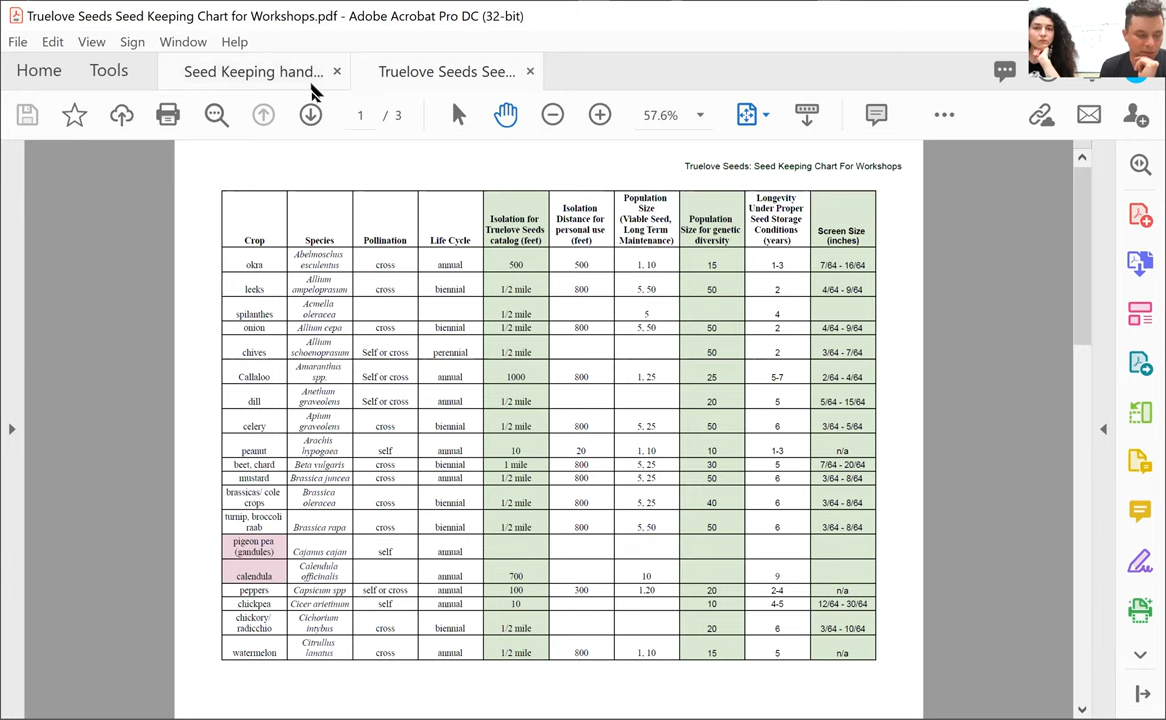 Truelove Seeds Seed Keeping Chart for Workshops.pdf - Adobe Acrobat Pro DC (32-bit)
File Edit View Sign Window Help
Home Tools Seed Keeping hand... × Truelove Seeds See... ×
1 / 3 57.6%
Truelove Seeds: Seed Keeping Chart For Workshops
Crop Species Pollination Life Cycle Isolation for Truelove Seeds catalog (feet) Isolation Distance for personal use (feet) Population Size (Viable Seed, Long Term Maintenance) Population Size for genetic diversity Longevity Under Proper Seed Storage Conditions (years) Screen Size (inches)
okra Abelmoschus esculentus cross annual 500 500 1, 10 15 1-3 7/64 - 16/64
leeks Allium ampeloprasum cross biennial 1/2 mile 800 5, 50 50 2 4/64 - 9/64
spilanthes Acmella oleracea 1/2 mile 5 4
onion Allium cepa cross biennial 1/2 mile 800 5, 50 50 2 4/64 - 9/64
chives Allium schoenoprasum Self or cross perennial 1/2 mile 50 2 3/64 - 7/64
Callaloo Amaranthus spp. Self or cross annual 1000 800 1, 25 25 5-7 2/64 - 4/64
dill Anethum graveolens Self or cross annual 1/2 mile 20 5 5/64 - 15/64
celery Apium graveolens cross biennial 1/2 mile 800 5, 25 50 6 3/64 - 5/64
peanut Arachis hypogaea self annual 10 20 1, 10 10 1-3 n/a
beet, chard Beta vulgaris cross biennial 1 mile 800 5, 25 30 5 7/64 - 20/64
mustard Brassica juncea cross annual 1/2 mile 800 5, 25 50 6 3/64 - 8/64
brassicas/ cole crops Brassica oleracea cross biennial 1/2 mile 800 5, 25 40 6 3/64 - 8/64
turnip, broccoli raab Brassica rapa cross biennial 1/2 mile 800 5, 50 50 6 3/64 - 8/64
pigeon pea (gandules) Cajanus cajan self annual
calendula Calendula officinalis annual 700 10 9
peppers Capsicum spp self or cross annual 100 300 1,20 20 2-4 n/a
chickpea Cicer arietinum self annual 10 10 4-5 12/64 - 30/64
chickory/ radicchio Cichorium intybus cross biennial 1/2 mile 20 6 3/64 - 10/64
watermelon Citrullus lanatus cross annual 1/2 mile 800 1, 10 15 5 n/a